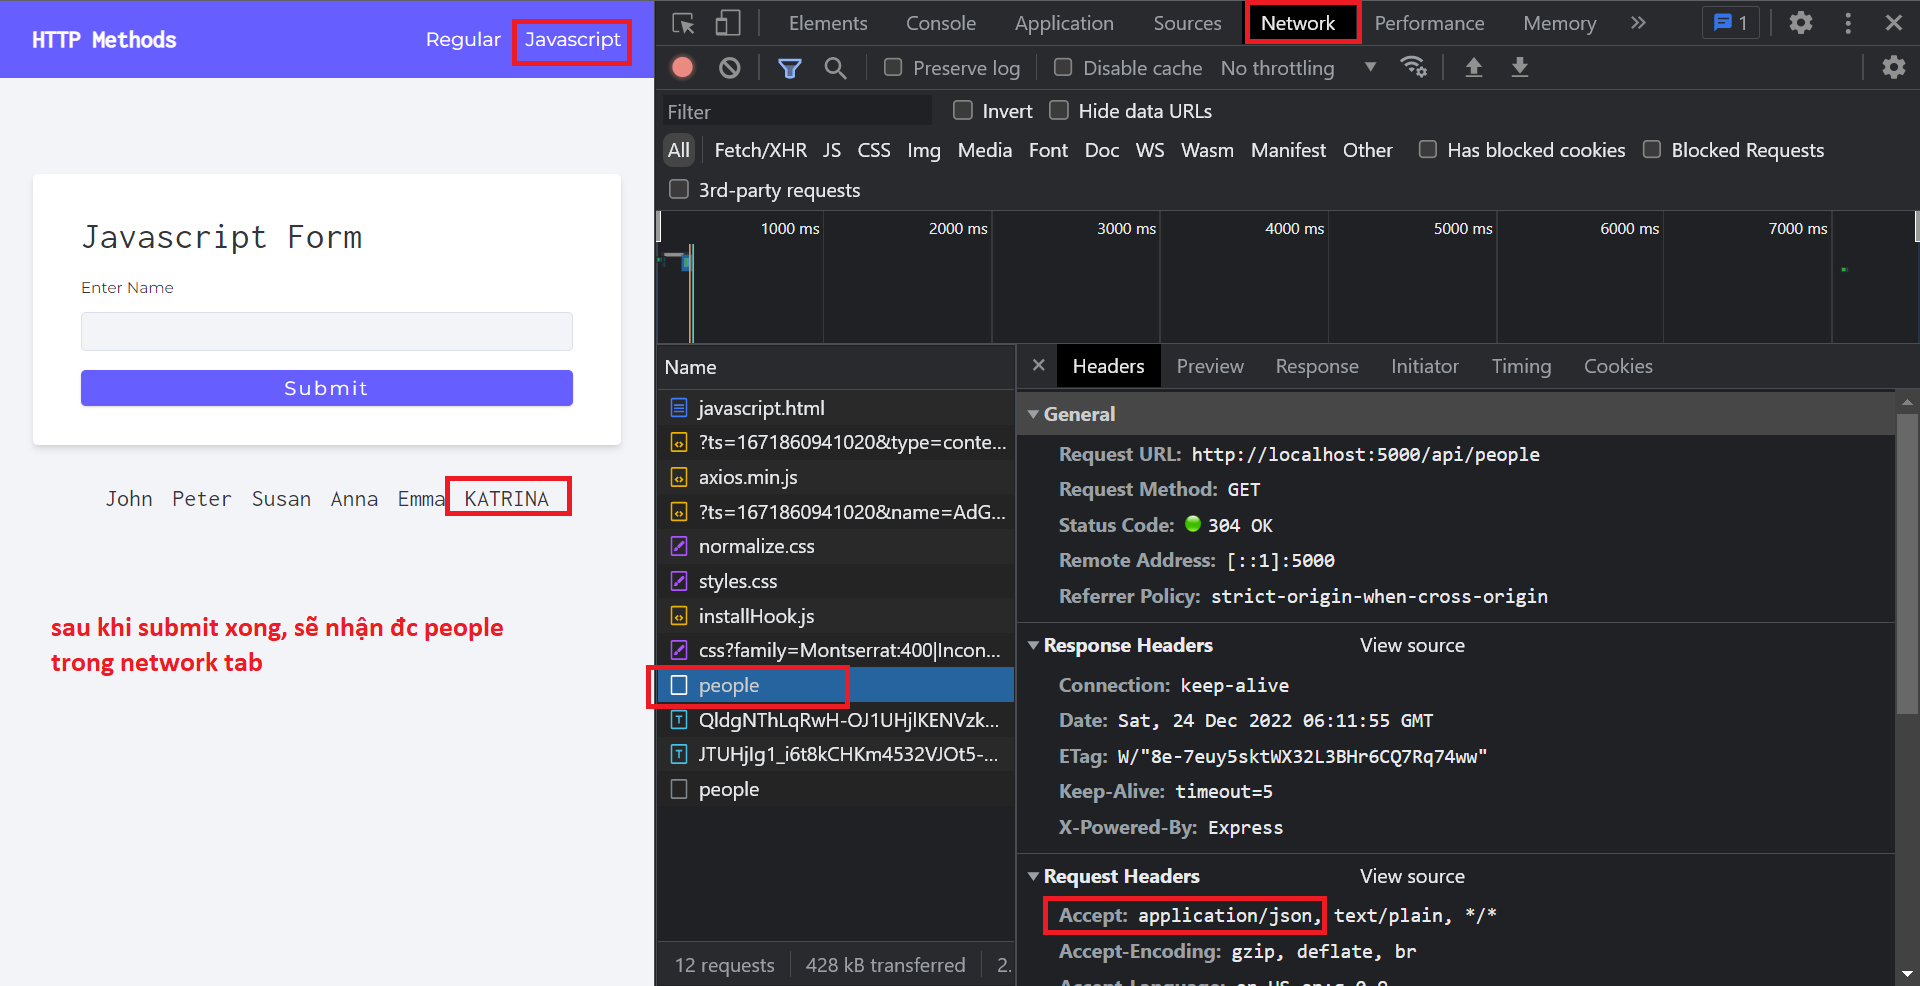 HTTP Methods
Regular
Javascript
Javascript Form
Enter Name
Submit
John Peter Susan Anna Emma KATRINA
sau khi submit xong, sẽ nhận đc people
trong network tab
Elements
Console
Application
Sources
Network
Performance
Memory
1
Preserve log
Disable cache
No throttling
Filter
Invert
Hide data URLs
All
Fetch/XHR JS CSS Img Media Font Doc WS Wasm Manifest Other
Has blocked cookies
Blocked Requests
3rd-party requests
1000 ms
2000 ms
3000 ms
4000 ms
5000 ms
6000 ms
7000 ms
Name
javascript.html
?ts=1671860941020&type=conte...
axios.min.js
?ts=1671860941020&name=AdG...
normalize.css
styles.css
installHook.js
css?family=Montserrat:400|Incon...
people
QldgNThLqRwH-OJ1UHjlKENVzk...
JTUHjIg1_i6t8kCHKm4532VJOt5-...
people
12 requests
428 kB transferred
2.
Headers
Preview
Response
Initiator
Timing
Cookies
General
Request URL: http://localhost:5000/api/people
Request Method: GET
Status Code: 304 OK
Remote Address: [::1]:5000
Referrer Policy: strict-origin-when-cross-origin
Response Headers
View source
Connection: keep-alive
Date: Sat, 24 Dec 2022 06:11:55 GMT
ETag: W/"8e-7euy5sktWX32L3BHr6CQ7Rq74ww"
Keep-Alive: timeout=5
X-Powered-By: Express
Request Headers
View source
Accept: application/json, text/plain, */*
Accept-Encoding: gzip, deflate, br